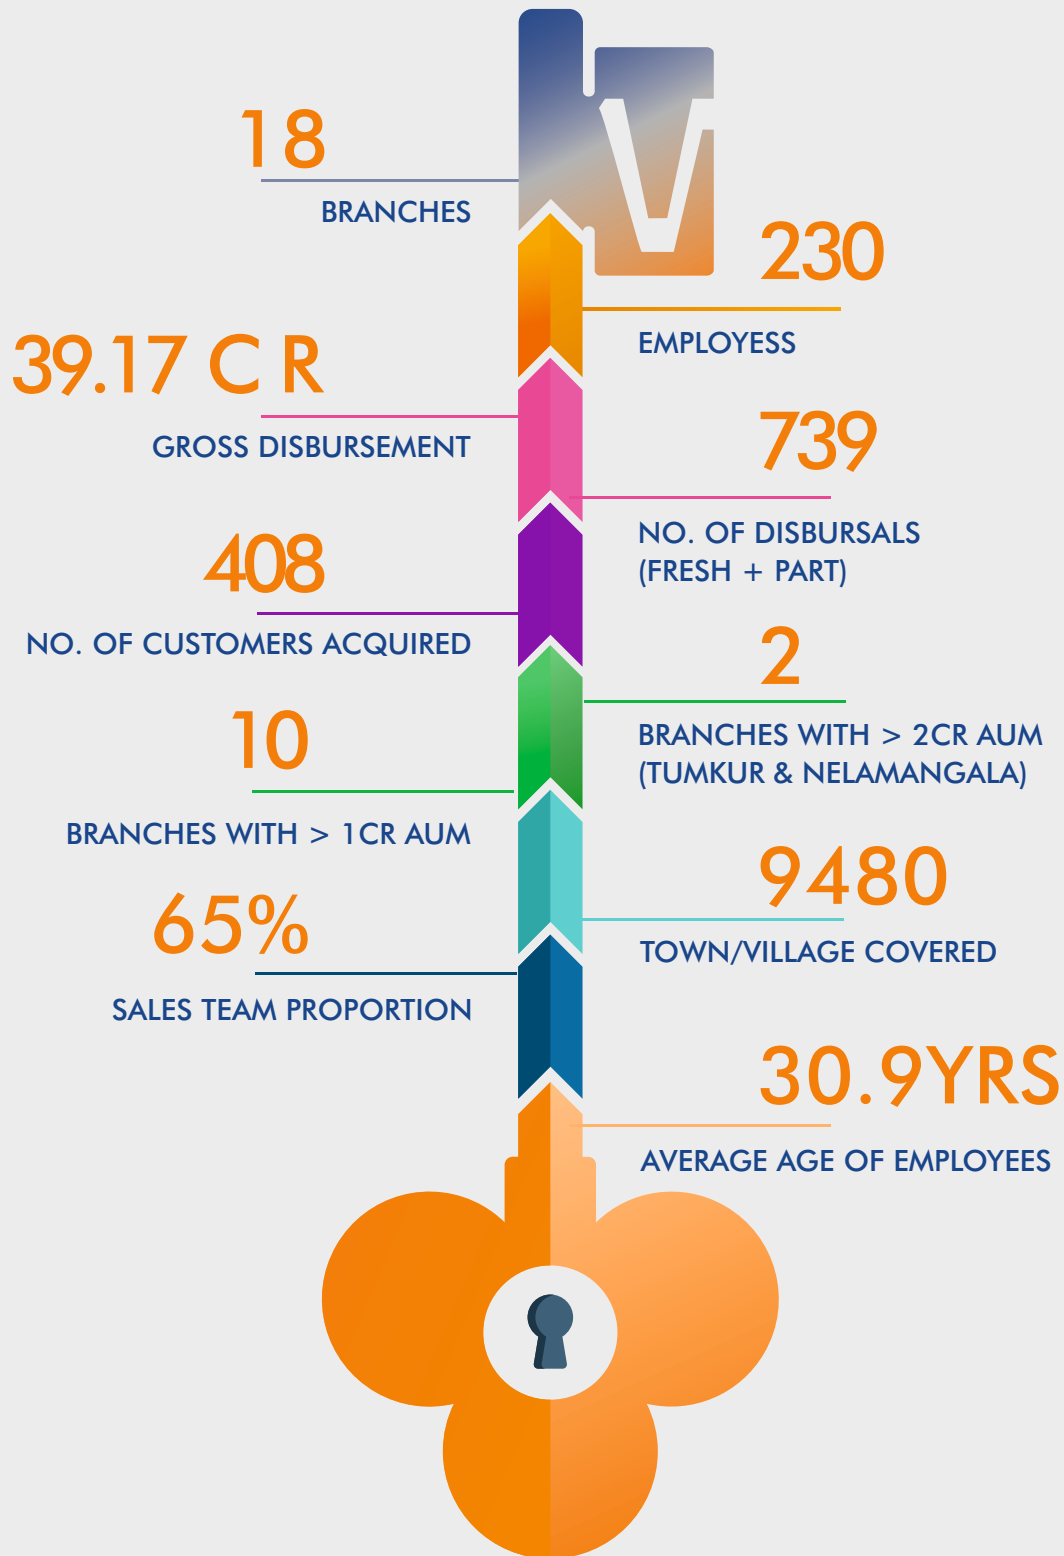 18
BRANCHES
V
230
EMPLOYESS
39.17 C R
GROSS DISBURSEMENT
739
NO. OF DISBURSALS
(FRESH + PART)
408
NO. OF CUSTOMERS ACQUIRED
2
BRANCHES WITH > 2CR AUM
(TUMKUR & NELAMANGALA)
10
BRANCHES WITH > 1CR AUM
9480
TOWN/VILLAGE COVERED
65%
SALES TEAM PROPORTION
30.9YRS
AVERAGE AGE OF EMPLOYEES